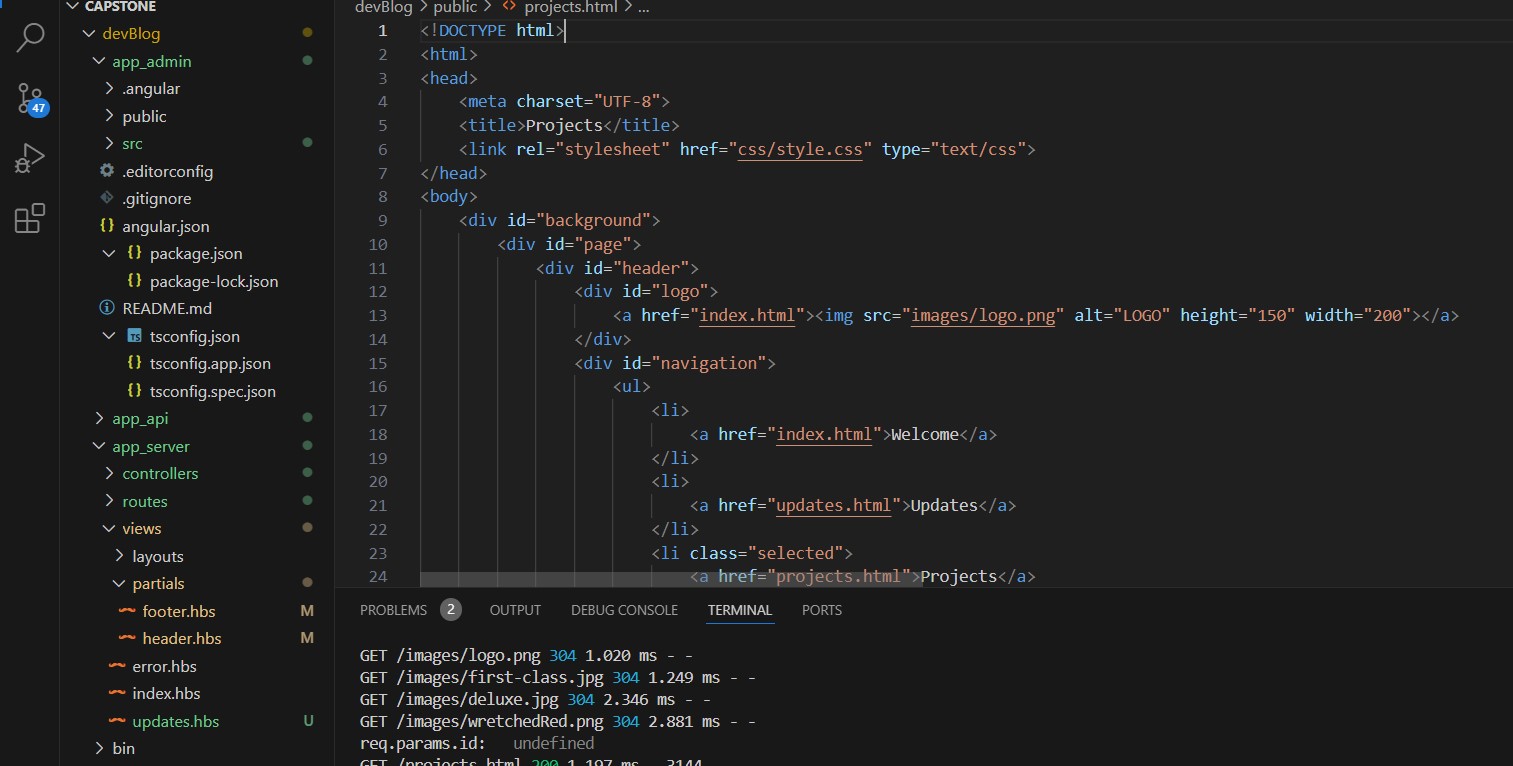 CAPSTONE
devBlog
app_admin
.angular
public
src
.editorconfig
.gitignore
{} angular.json
{} package.json
{} package-lock.json
README.md
TS tsconfig.json
{} tsconfig.app.json
{} tsconfig.spec.json
app_api
app_server
controllers
routes
views
layouts
partials
footer.hbs M
header.hbs M
error.hbs
index.hbs
updates.hbs U
bin
47
devBlog > public > <> projects.html > ...
1 <!DOCTYPE html>
2 <html>
3 <head>
4 <meta charset="UTF-8">
5 <title>Projects</title>
6 <link rel="stylesheet" href="css/style.css" type="text/css">
7 </head>
8 <body>
9 <div id="background">
10 <div id="page">
11 <div id="header">
12 <div id="logo">
13 <a href="index.html"><img src="images/logo.png" alt="LOGO" height="150" width="200"></a>
14 </div>
15 <div id="navigation">
16 <ul>
17 <li>
18 <a href="index.html">Welcome</a>
19 </li>
20 <li>
21 <a href="updates.html">Updates</a>
22 </li>
23 <li class="selected">
24 <a href="projects.html">Projects</a>
PROBLEMS 2 OUTPUT DEBUG CONSOLE TERMINAL PORTS
GET /images/logo.png 304 1.020 ms - -
GET /images/first-class.jpg 304 1.249 ms - -
GET /images/deluxe.jpg 304 2.346 ms - -
GET /images/wretchedRed.png 304 2.881 ms - -
req.params.id: undefined
GET /projects.html 200 1.197 ms - 3144